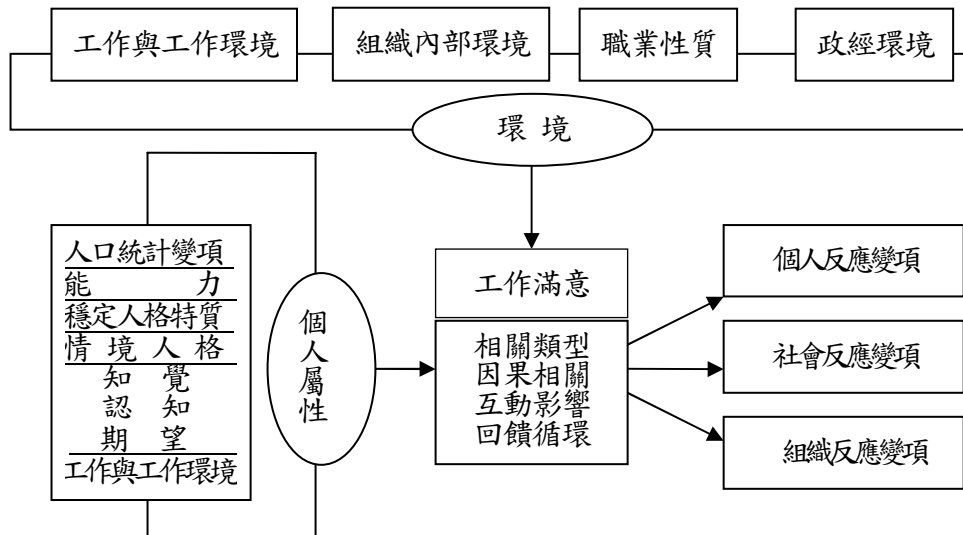 工作與工作環境
組織內部環境
職業性質
政經環境
環 境
人口統計變項
能 力
穩定人格特質
情 境 人 格
知 覺
認 知
期 望
工作與工作環境
個人屬性
工作滿意
相關類型
因果相關
互動影響
回饋循環
個人反應變項
社會反應變項
組織反應變項